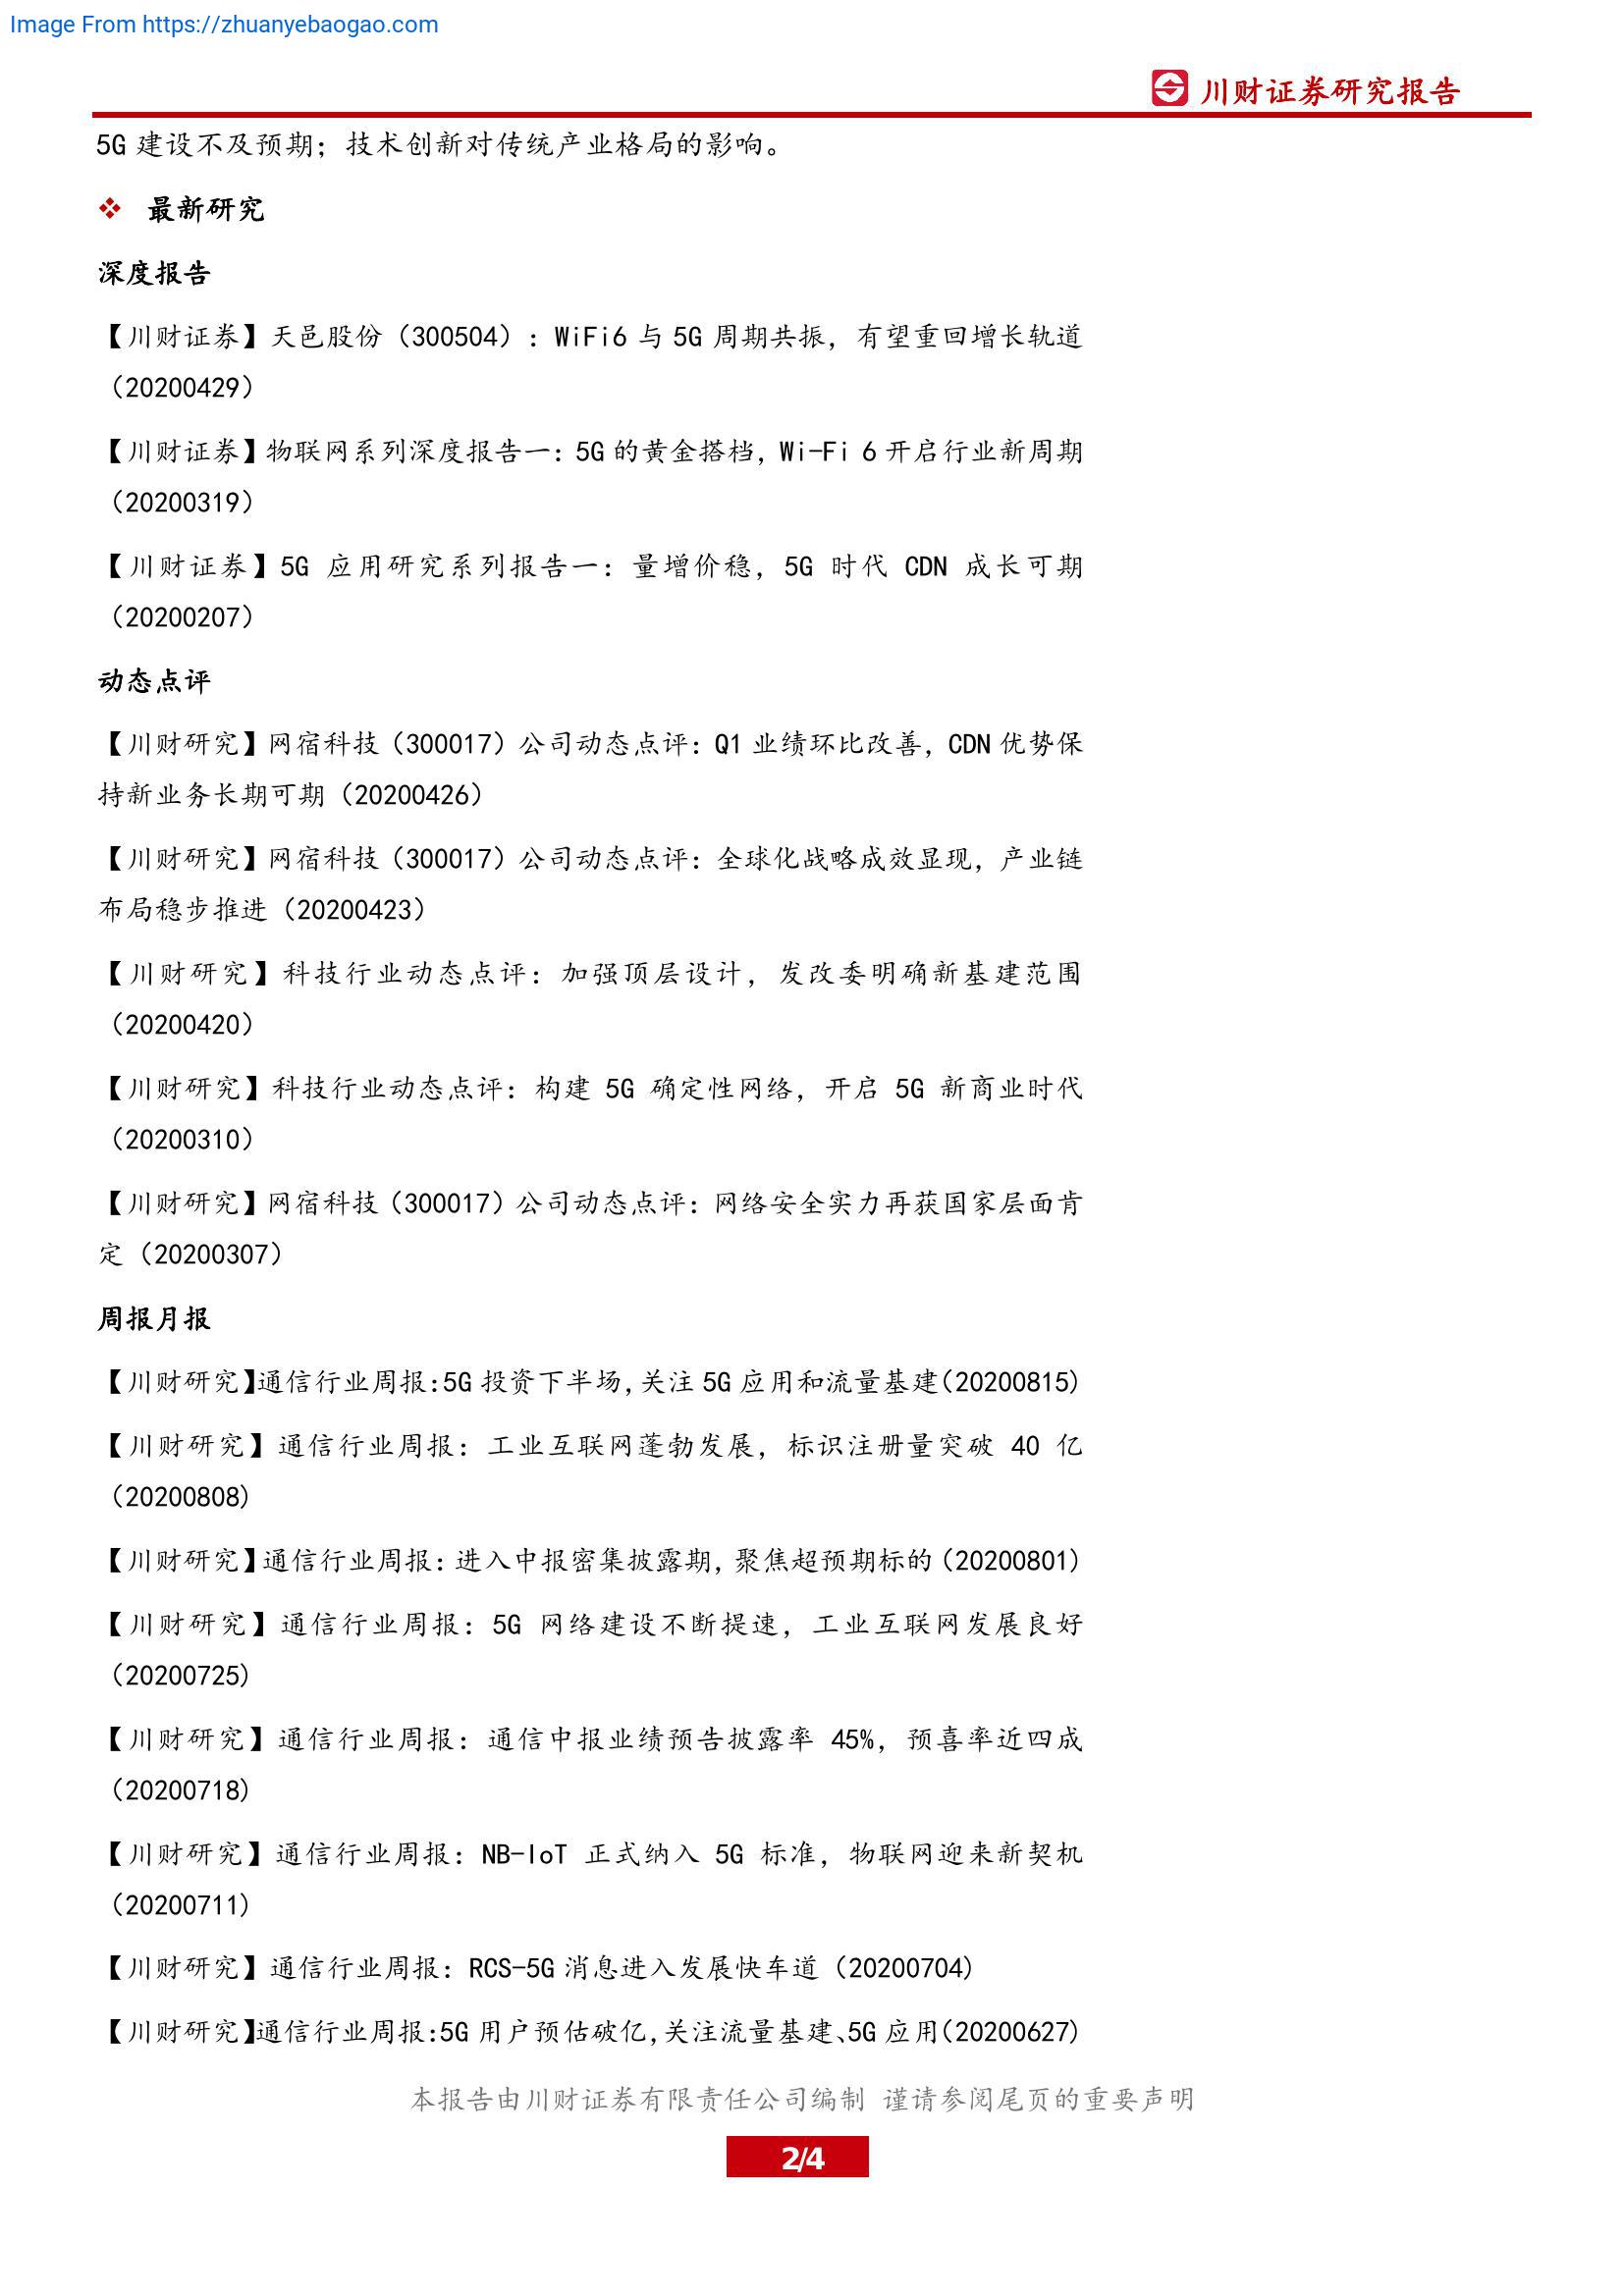 Image From https://zhuanyebaogao.com
川财证券研究报告
5G 建设不及预期；技术创新对传统产业格局的影响。
❖ 最新研究
深度报告
【川财证券】天邑股份（300504）：WiFi6 与 5G 周期共振，有望重回增长轨道
（20200429）
【川财证券】物联网系列深度报告一：5G 的黄金搭档，Wi-Fi 6 开启行业新周期
（20200319）
【川财证券】5G 应用研究系列报告一：量增价稳，5G 时代 CDN 成长可期
（20200207）
动态点评
【川财研究】网宿科技（300017）公司动态点评：Q1 业绩环比改善，CDN 优势保
持新业务长期可期（20200426）
【川财研究】网宿科技（300017）公司动态点评：全球化战略成效显现，产业链
布局稳步推进（20200423）
【川财研究】科技行业动态点评：加强顶层设计，发改委明确新基建范围
（20200420）
【川财研究】科技行业动态点评：构建 5G 确定性网络，开启 5G 新商业时代
（20200310）
【川财研究】网宿科技（300017）公司动态点评：网络安全实力再获国家层面肯
定（20200307）
周报月报
【川财研究】通信行业周报：5G 投资下半场，关注 5G 应用和流量基建（20200815)
【川财研究】通信行业周报：工业互联网蓬勃发展，标识注册量突破 40 亿
（20200808)
【川财研究】通信行业周报：进入中报密集披露期，聚焦超预期标的（20200801)
【川财研究】通信行业周报：5G 网络建设不断提速，工业互联网发展良好
（20200725)
【川财研究】通信行业周报：通信中报业绩预告披露率 45%，预喜率近四成
（20200718)
【川财研究】通信行业周报：NB-IoT 正式纳入 5G 标准，物联网迎来新契机
（20200711)
【川财研究】通信行业周报：RCS-5G 消息进入发展快车道（20200704)
【川财研究】通信行业周报：5G 用户预估破亿，关注流量基建、5G 应用（20200627)
本报告由川财证券有限责任公司编制 谨请参阅尾页的重要声明
2/4